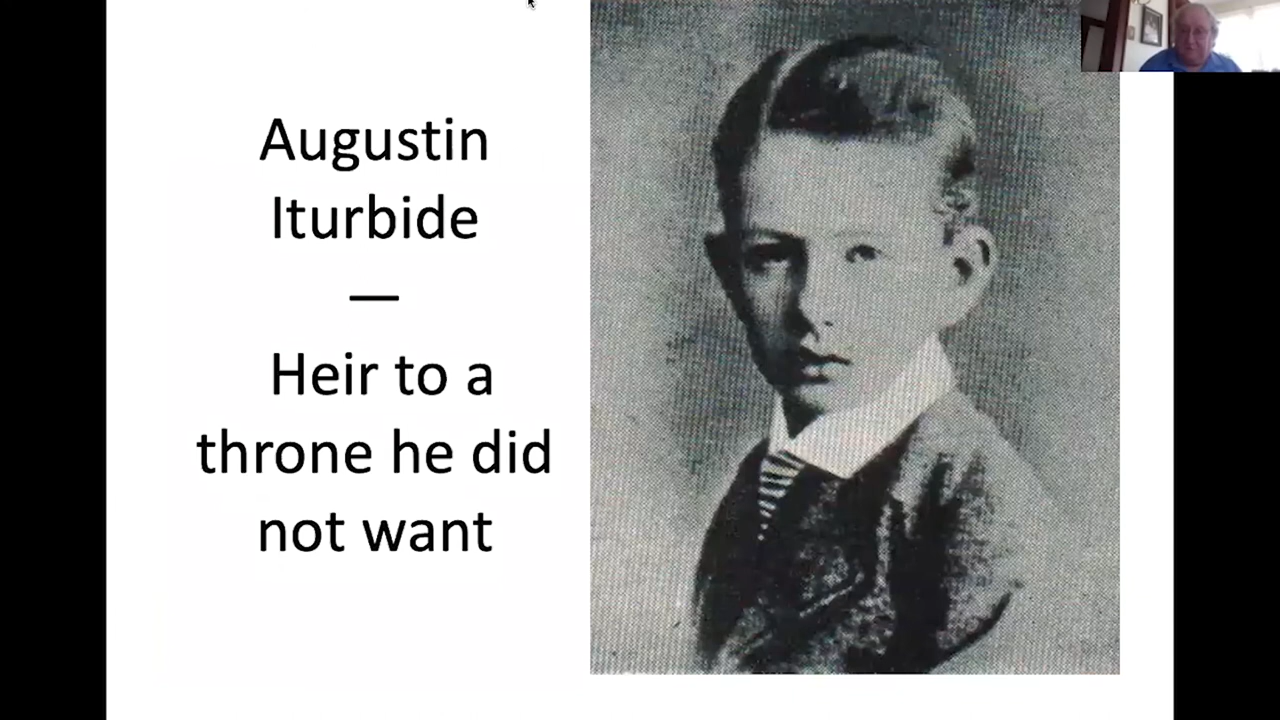 Augustin
Iturbide
—
Heir to a
throne he did
not want